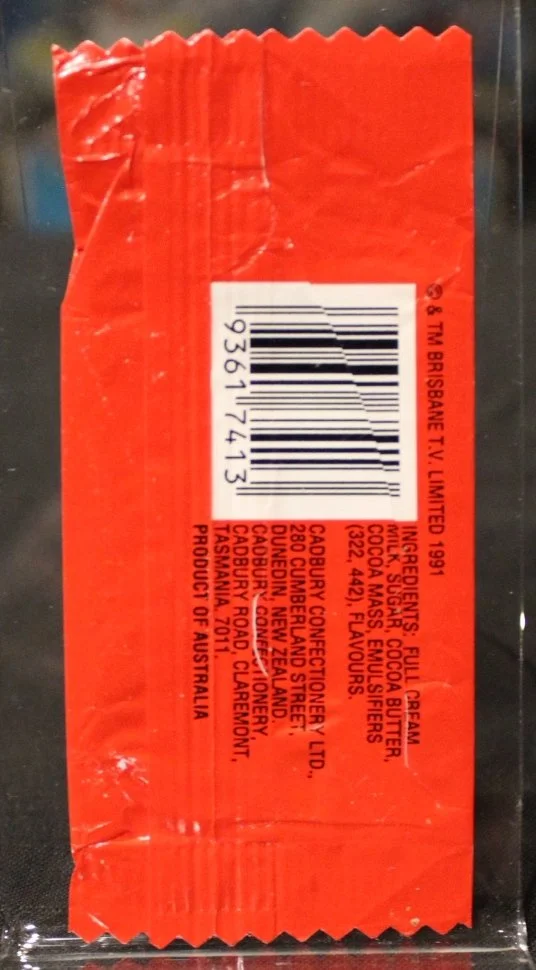 © & TM BRISBANE T.V. LIMITED 1991
INGREDIENTS: FULL CREAM
MILK, SUGAR, COCOA BUTTER,
COCOA MASS, EMULSIFIERS
(322, 442), FLAVOURS.
CADBURY CONFECTIONERY LTD.,
280 CUMBERLAND STREET,
DUNEDIN, NEW ZEALAND.
CADBURY CONFECTIONERY,
CADBURY ROAD, CLAREMONT,
TASMANIA, 7011.
PRODUCT OF AUSTRALIA
9361 7413